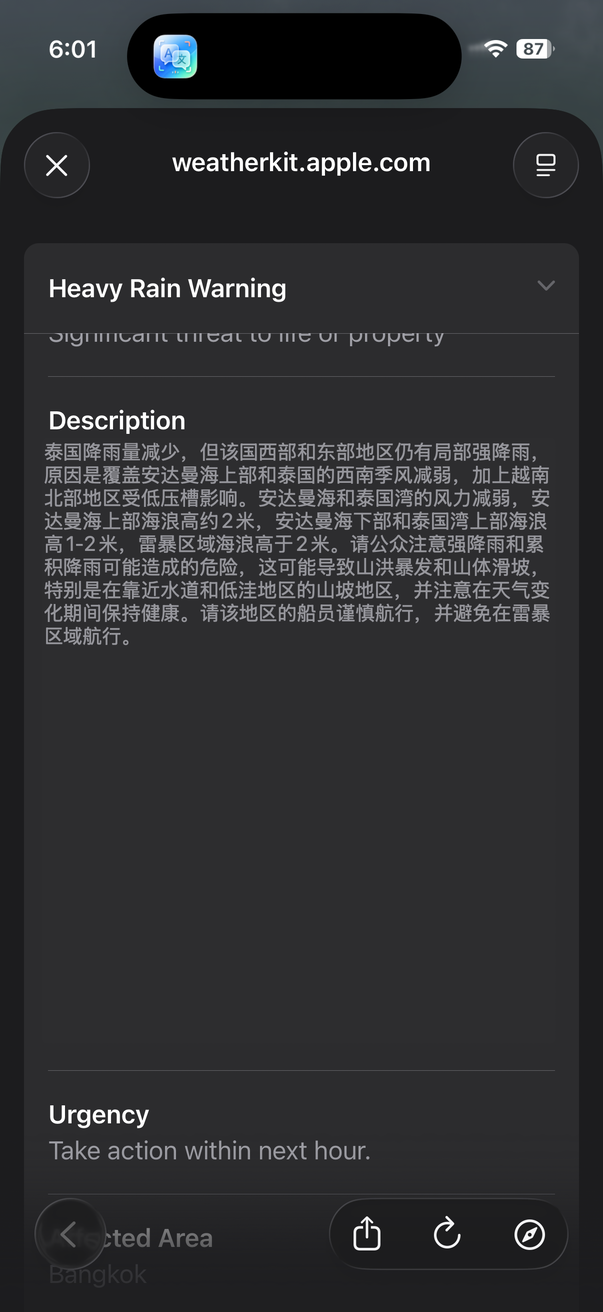 6:01
87
weatherkit.apple.com
Heavy Rain Warning
Significant threat to life or property
Description
泰国降雨量减少，但该国西部和东部地区仍有局部强降雨，
原因是覆盖安达曼海上部和泰国的西南季风减弱，加上越南
北部地区受低压槽影响。安达曼海和泰国湾的风力减弱，安
达曼海上部海浪高约2米，安达曼海下部和泰国湾上部海浪
高1-2米，雷暴区域海浪高于2米。请公众注意强降雨和累
积降雨可能造成的危险，这可能导致山洪暴发和山体滑坡，
特别是在靠近水道和低洼地区的山坡地区，并注意在天气变
化期间保持健康。请该地区的船员谨慎航行，并避免在雷暴
区域航行。
Urgency
Take action within next hour.
Affected Area
Bangkok